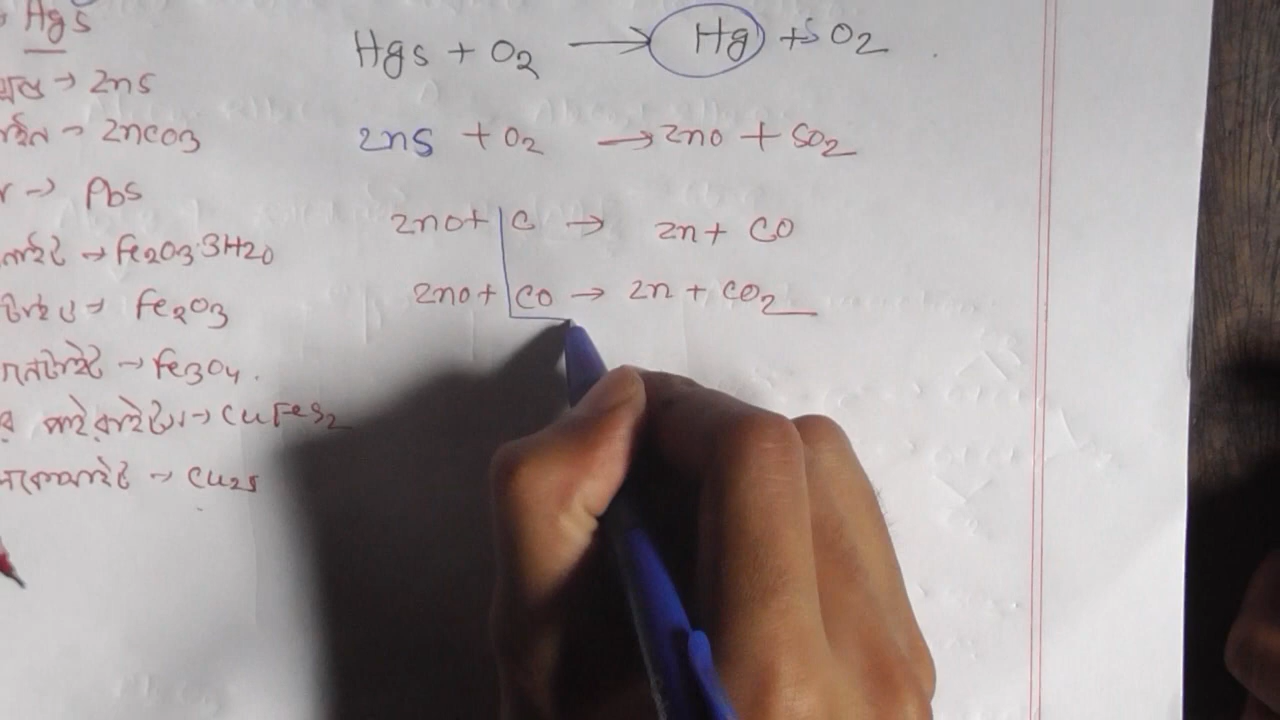 HgS
HgS + O2 → Hg + SO2
→ ZnS
→ ZnCO3
ZnS + O2 → ZnO + SO2
→ PbS
ZnO + C → Zn + CO
→ Fe2O3·3H2O
ZnO + CO → Zn + CO2
→ Fe2O3
→ Fe3O4.
র → CuFeS2
→ Cu2S